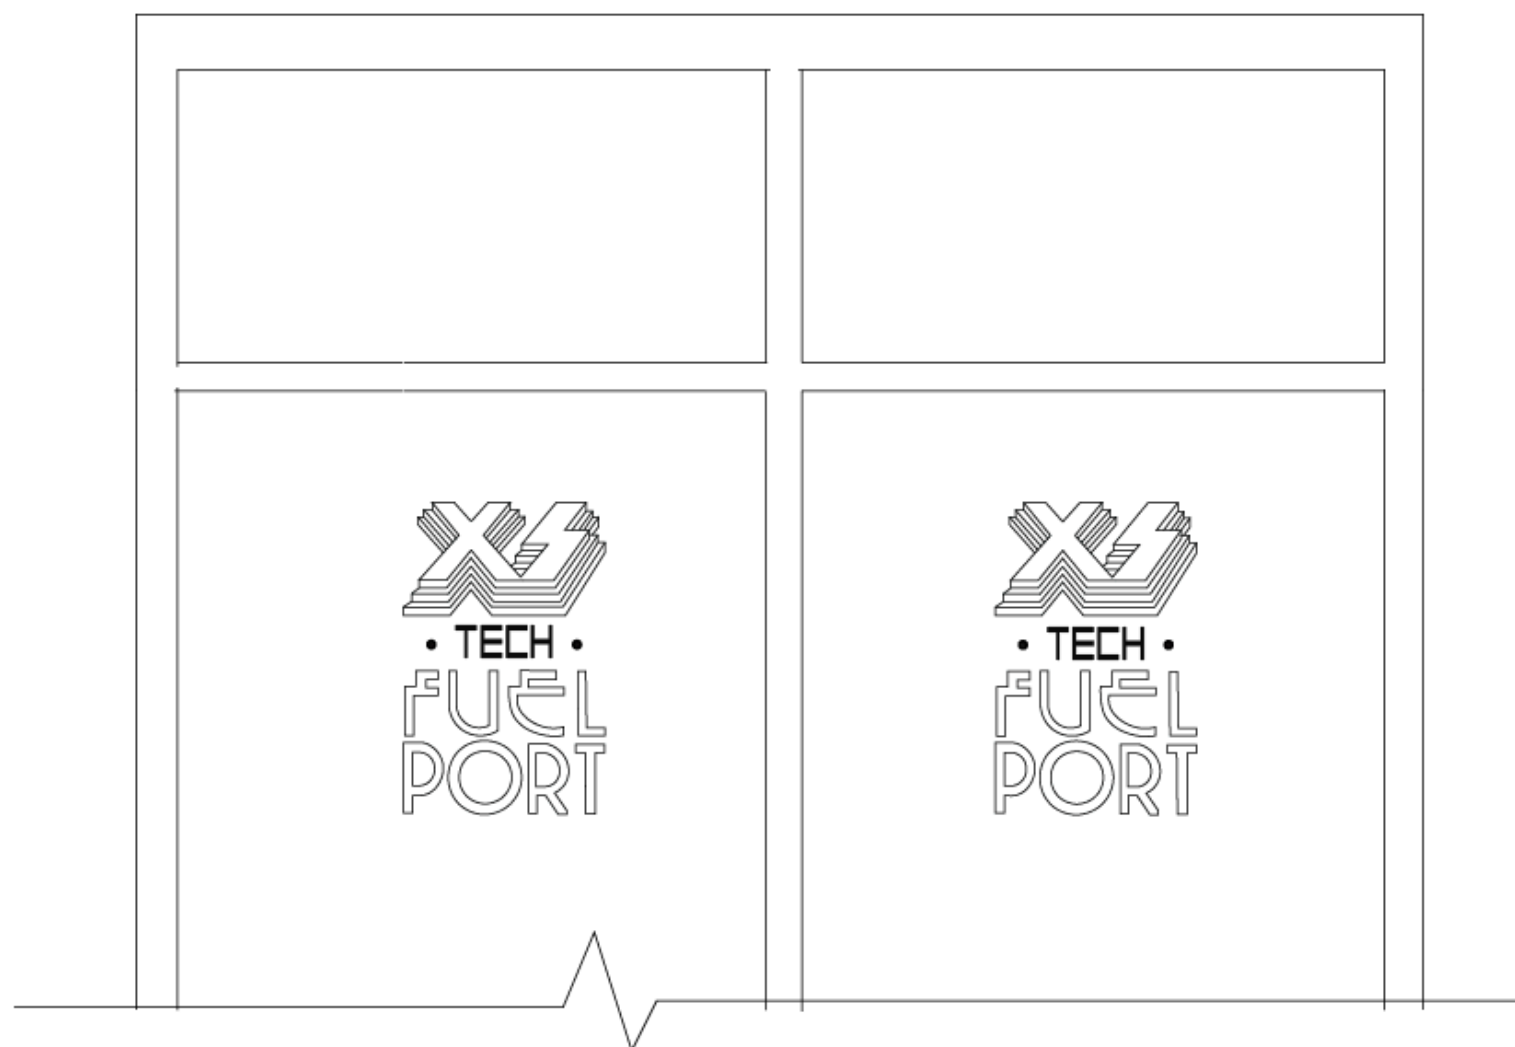 XS
• TECH •
FUEL
PORT
XS
• TECH •
FUEL
PORT